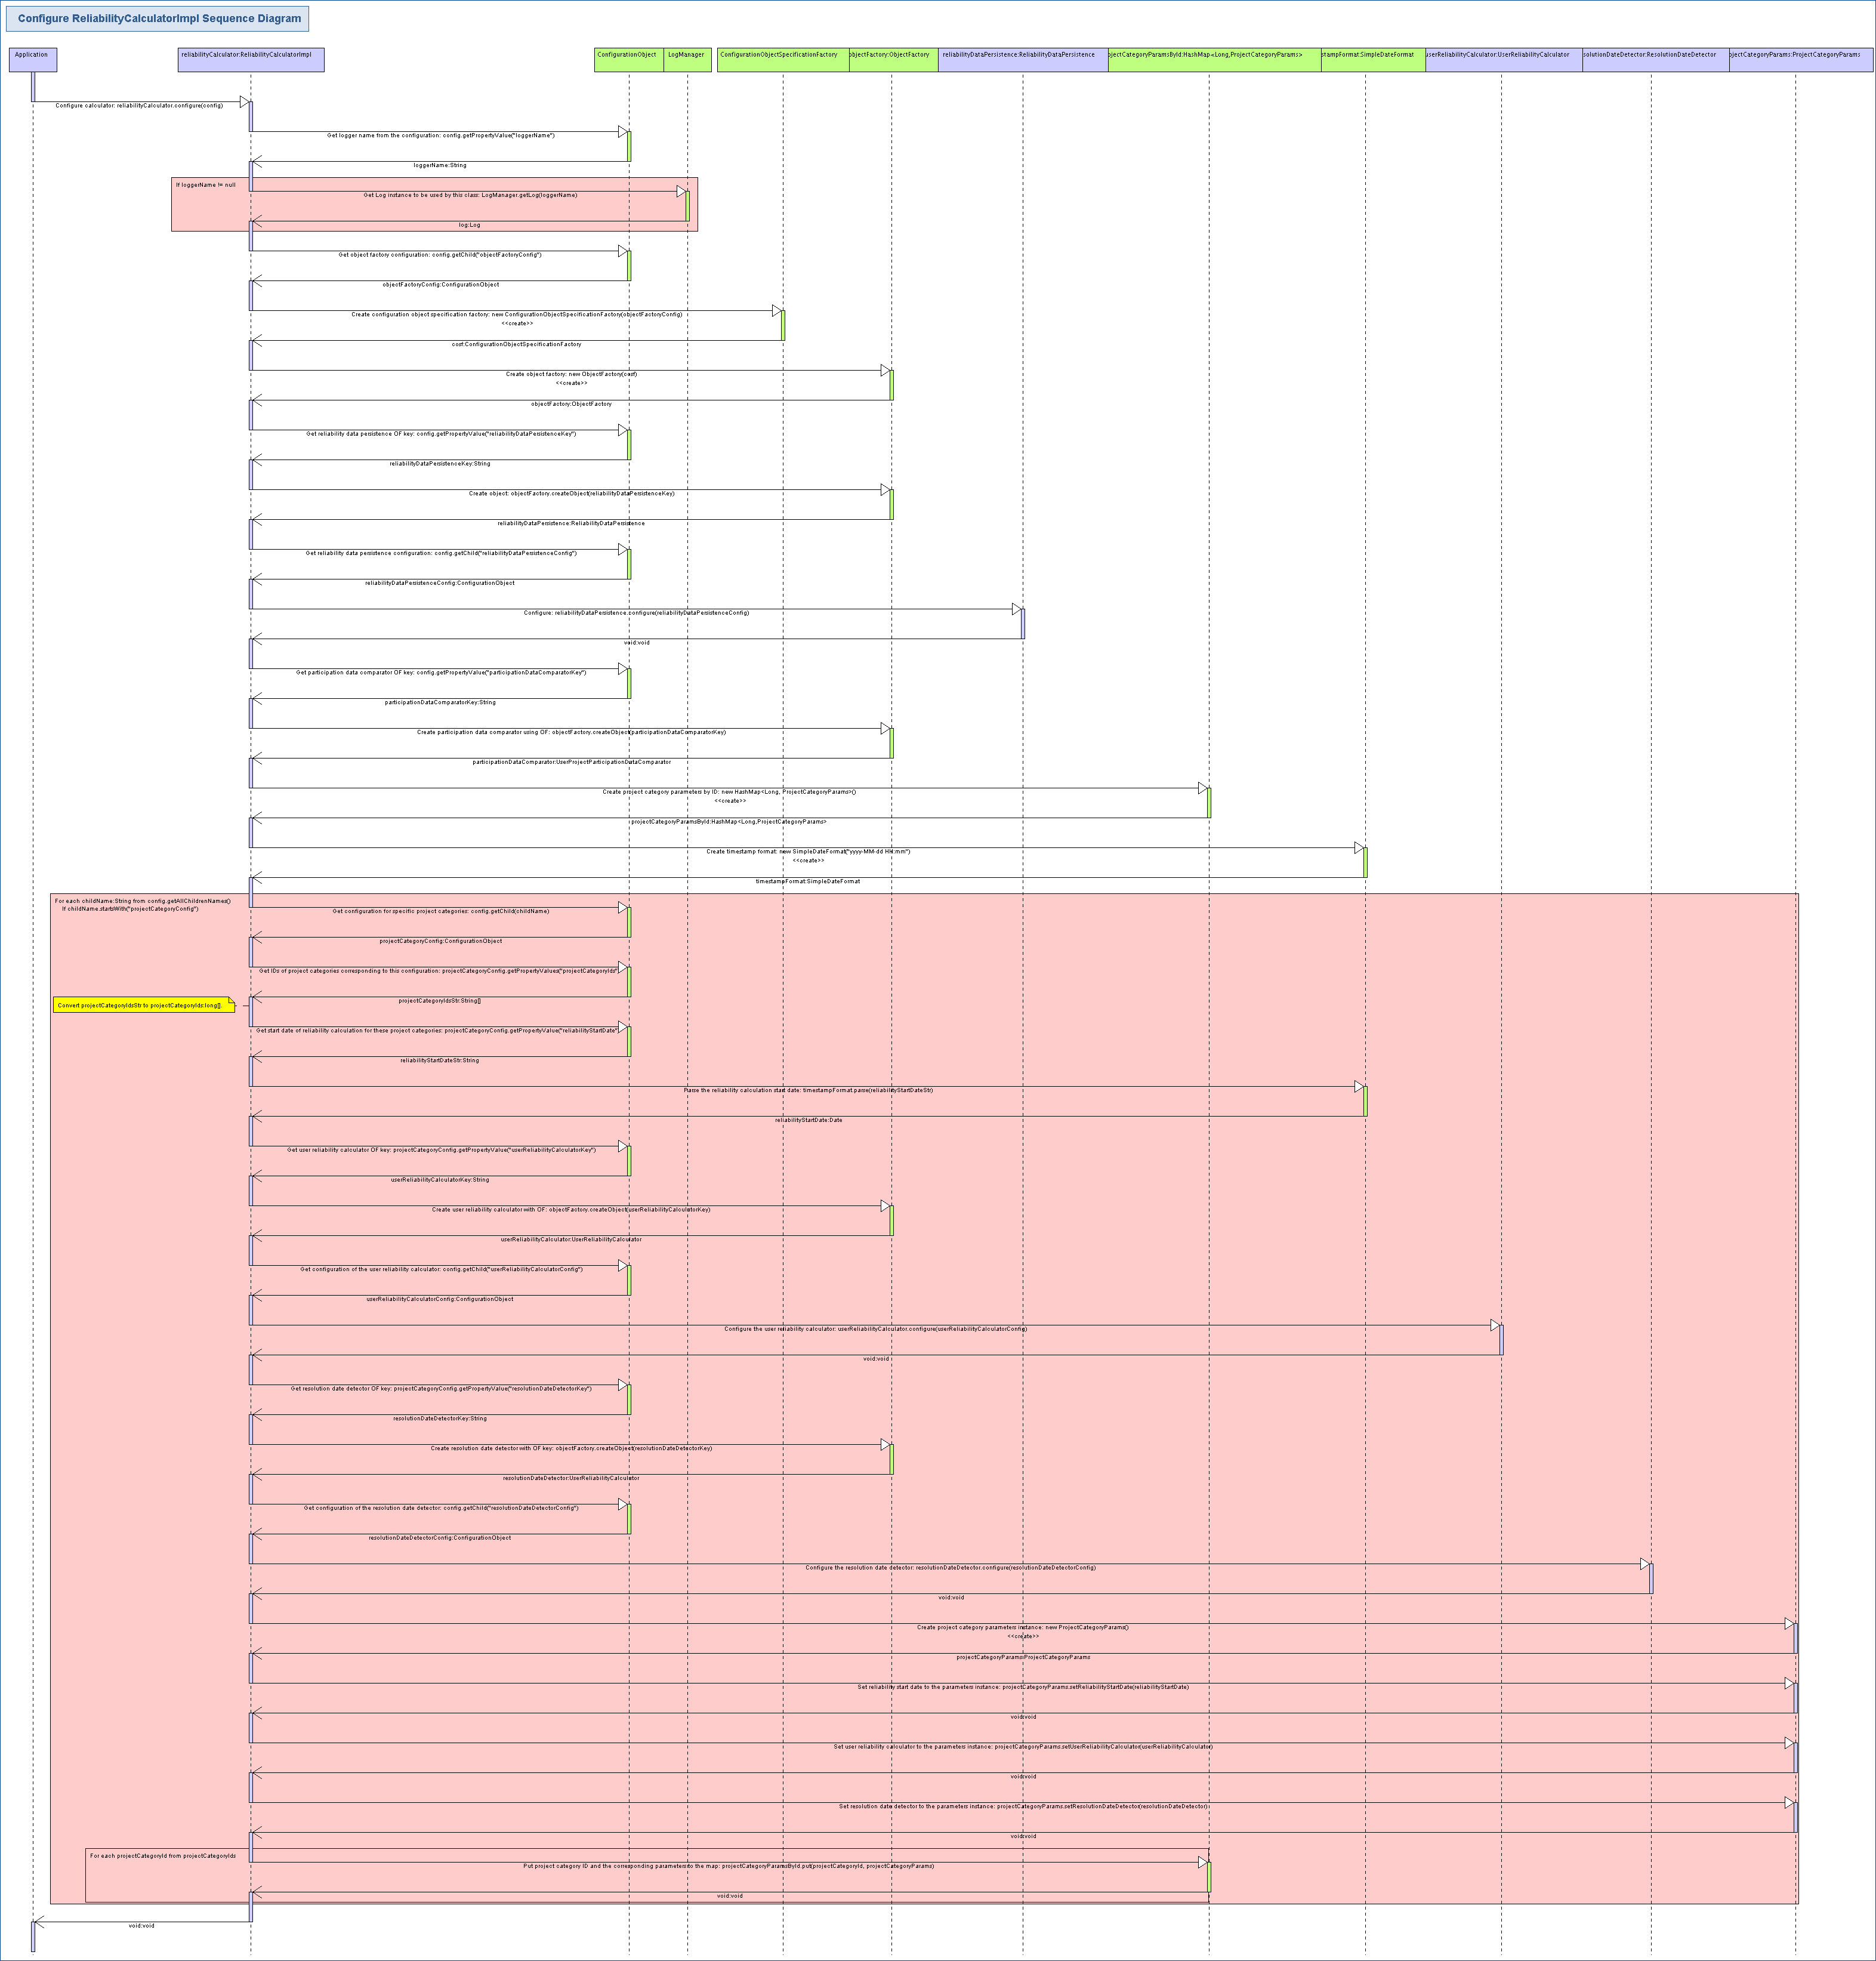 Configure ReliabilityCalculatorImpl Sequence Diagram
Application
reliabilityCalculator:ReliabilityCalculatorImpl
ConfigurationObject
LogManager
ConfigurationObjectSpecificationFactory
objectFactory:ObjectFactory
reliabilityDataPersistence:ReliabilityDataPersistence
ojectCategoryParamsById:HashMap<Long,ProjectCategoryParams>
stampFormat:SimpleDateFormat
userReliabilityCalculator:UserReliabilityCalculator
solutionDateDetector:ResolutionDateDetector
ojectCategoryParams:ProjectCategoryParams
Configure calculator: reliabilityCalculator.configure(config)
Get logger name from the configuration: config.getPropertyValue("loggerName")
loggerName:String
If loggerName != null
Get Log instance to be used by this class: LogManager.getLog(loggerName)
log:Log
Get object factory configuration: config.getChild("objectFactoryConfig")
objectFactoryConfig:ConfigurationObject
Create configuration object specification factory: new ConfigurationObjectSpecificationFactory(objectFactoryConfig)
<<create>>
cosf:ConfigurationObjectSpecificationFactory
Create object factory: new ObjectFactory(cosf)
<<create>>
objectFactory:ObjectFactory
Get reliability data persistence OF key: config.getPropertyValue("reliabilityDataPersistenceKey")
reliabilityDataPersistenceKey:String
Create object: objectFactory.createObject(reliabilityDataPersistenceKey)
reliabilityDataPersistence:ReliabilityDataPersistence
Get reliability data persistence configuration: config.getChild("reliabilityDataPersistenceConfig")
reliabilityDataPersistenceConfig:ConfigurationObject
Configure: reliabilityDataPersistence.configure(reliabilityDataPersistenceConfig)
void:void
Get participation data comparator OF key: config.getPropertyValue("participationDataComparatorKey")
participationDataComparatorKey:String
Create participation data comparator using OF: objectFactory.createObject(participationDataComparatorKey)
participationDataComparator:UserProjectParticipationDataComparator
Create project category parameters by ID: new HashMap<Long, ProjectCategoryParams>()
<<create>>
projectCategoryParamsById:HashMap<Long,ProjectCategoryParams>
Create timestamp format: new SimpleDateFormat("yyyy-MM-dd HH:mm")
<<create>>
timestampFormat:SimpleDateFormat
For each childName:String from config.getAllChildrenNames()
If childName.startsWith("projectCategoryConfig")
Get configuration for specific project categories: config.getChild(childName)
projectCategoryConfig:ConfigurationObject
Get IDs of project categories corresponding to this configuration: projectCategoryConfig.getPropertyValues("projectCategoryIds"
projectCategoryIdsStr:String[]
Convert projectCategoryIdsStr to projectCategoryIds:long[].
Get start date of reliability calculation for these project categories: projectCategoryConfig.getPropertyValue("reliabilityStartDate")
reliabilityStartDateStr:String
Parse the reliability calculation start date: timestampFormat.parse(reliabilityStartDateStr)
reliabilityStartDate:Date
Get user reliability calculator OF key: projectCategoryConfig.getPropertyValue("userReliabilityCalculatorKey")
userReliabilityCalculatorKey:String
Create user reliability calculator with OF: objectFactory.createObject(userReliabilityCalculatorKey)
userReliabilityCalculator:UserReliabilityCalculator
Get configuration of the user reliability calculator: config.getChild("userReliabilityCalculatorConfig")
userReliabilityCalculatorConfig:ConfigurationObject
Configure the user reliability calculator: userReliabilityCalculator.configure(userReliabilityCalculatorConfig)
void:void
Get resolution date detector OF key: projectCategoryConfig.getPropertyValue("resolutionDateDetectorKey")
resolutionDateDetectorKey:String
Create resolution date detector with OF key: objectFactory.createObject(resolutionDateDetectorKey)
resolutionDateDetector:UserReliabilityCalculator
Get configuration of the resolution date detector: config.getChild("resolutionDateDetectorConfig")
resolutionDateDetectorConfig:ConfigurationObject
Configure the resolution date detector: resolutionDateDetector.configure(resolutionDateDetectorConfig)
void:void
Create project category parameters instance: new ProjectCategoryParams()
<<create>>
projectCategoryParams:ProjectCategoryParams
Set reliability start date to the parameters instance: projectCategoryParams.setReliabilityStartDate(reliabilityStartDate)
void:void
Set user reliability calculator to the parameters instance: projectCategoryParams.setUserReliabilityCalculator(userReliabilityCalculator)
void:void
Set resolution date detector to the parameters instance: projectCategoryParams.setResolutionDateDetector(resolutionDateDetector)
void:void
For each projectCategoryId from projectCategoryIds
Put project category ID and the corresponding parameters to the map: projectCategoryParamsById.put(projectCategoryId, projectCategoryParams)
void:void
void:void